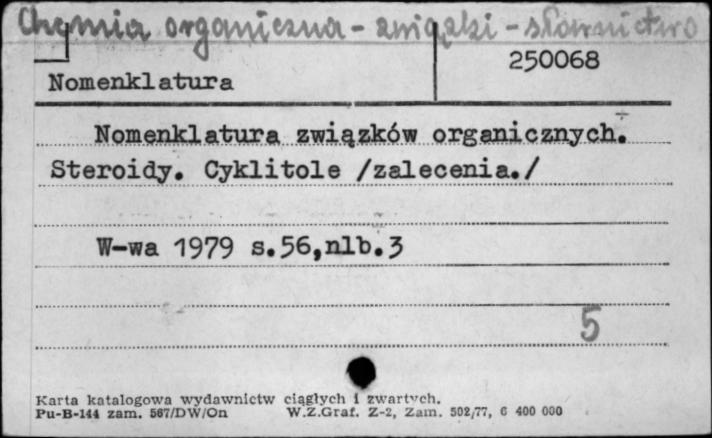 Chemia organiczna - związki - słownictwo
250068
Nomenklatura
Nomenklatura związków organicznych.
Steroidy. Cyklitole /zalecenia./
W-wa 1979 s.56,nlb.3
5
Karta katalogowa wydawnictw ciągłych i zwartych.
Pu-B-144 zam. 567/DW/On W.Z.Graf. Z-2, Zam. 502/77, 6 400 000